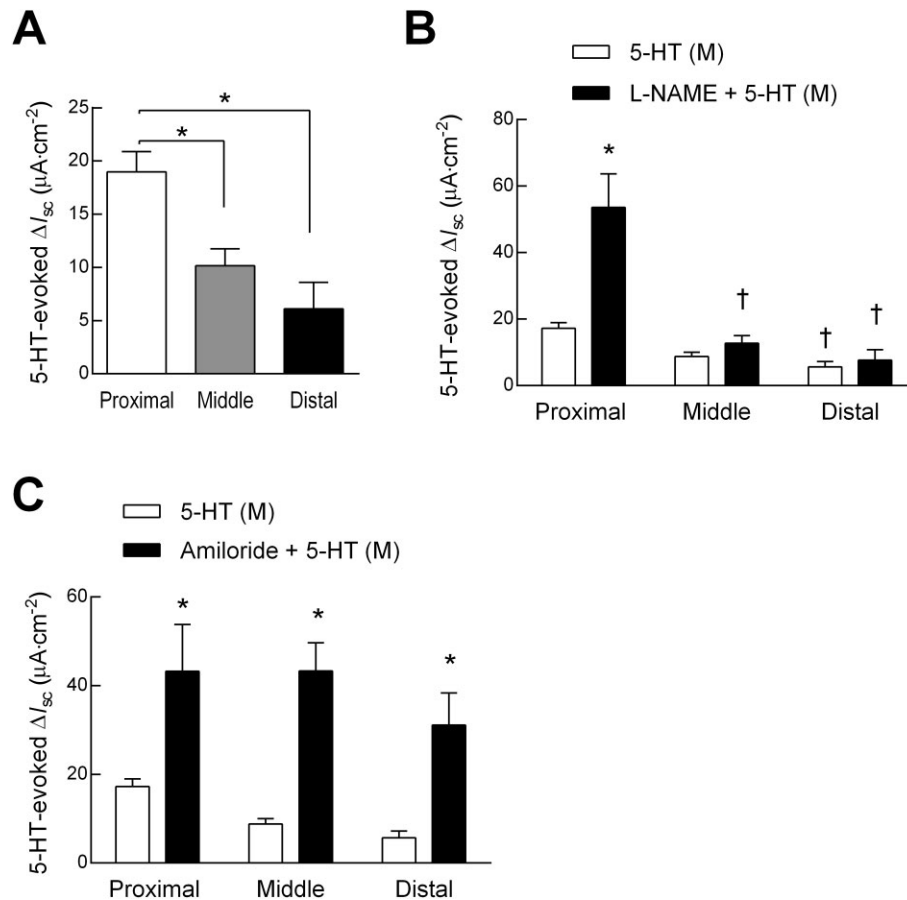 A
5-HT-evoked ΔIsc (μA·cm-2)
25
20
15
10
5
0
*
*
Proximal Middle Distal
B
5-HT (M)
L-NAME + 5-HT (M)
5-HT-evoked ΔIsc (μA·cm-2)
80
60
40
20
0
*
†
†
†
Proximal Middle Distal
C
5-HT (M)
Amiloride + 5-HT (M)
5-HT-evoked ΔIsc (μA·cm-2)
60
40
20
0
*
*
*
Proximal Middle Distal